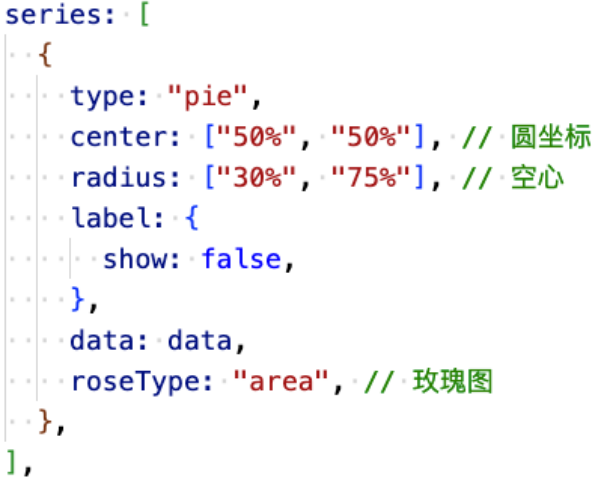 series: [
  {
    type: "pie",
    center: ["50%", "50%"], // 圆坐标
    radius: ["30%", "75%"], // 空心
    label: {
      show: false,
    },
    data: data,
    roseType: "area", // 玫瑰图
  },
],